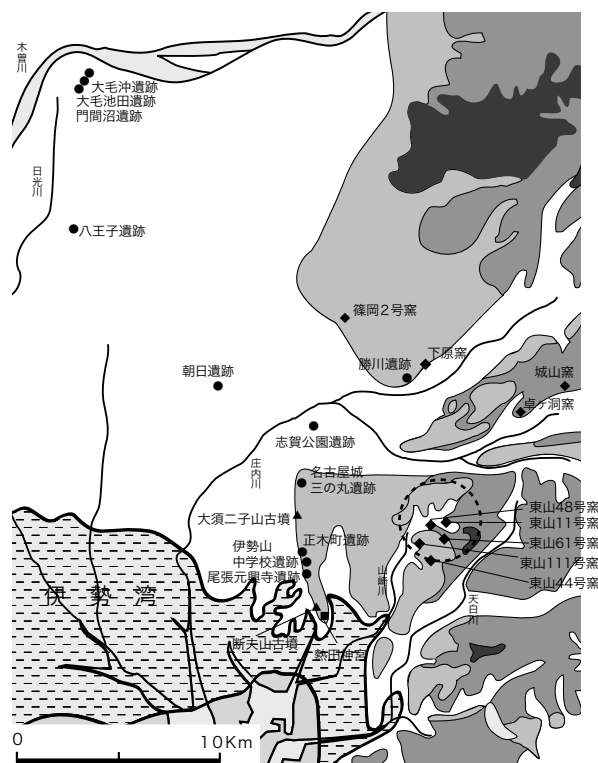 木曽川
大毛沖遺跡
大毛池田遺跡
門間沼遺跡
日光川
八王子遺跡
篠岡2号窯
下原窯
勝川遺跡
朝日遺跡
城山窯
卓ヶ洞窯
志賀公園遺跡
庄内川
名古屋城
三の丸遺跡
大須二子山古墳
東山48号窯
東山11号窯
伊勢山
中学校遺跡
正木町遺跡
東山61号窯
東山111号窯
尾張元興寺遺跡
山崎川
東山44号窯
伊勢湾
天白川
断夫山古墳
熱田神宮
0 10Km